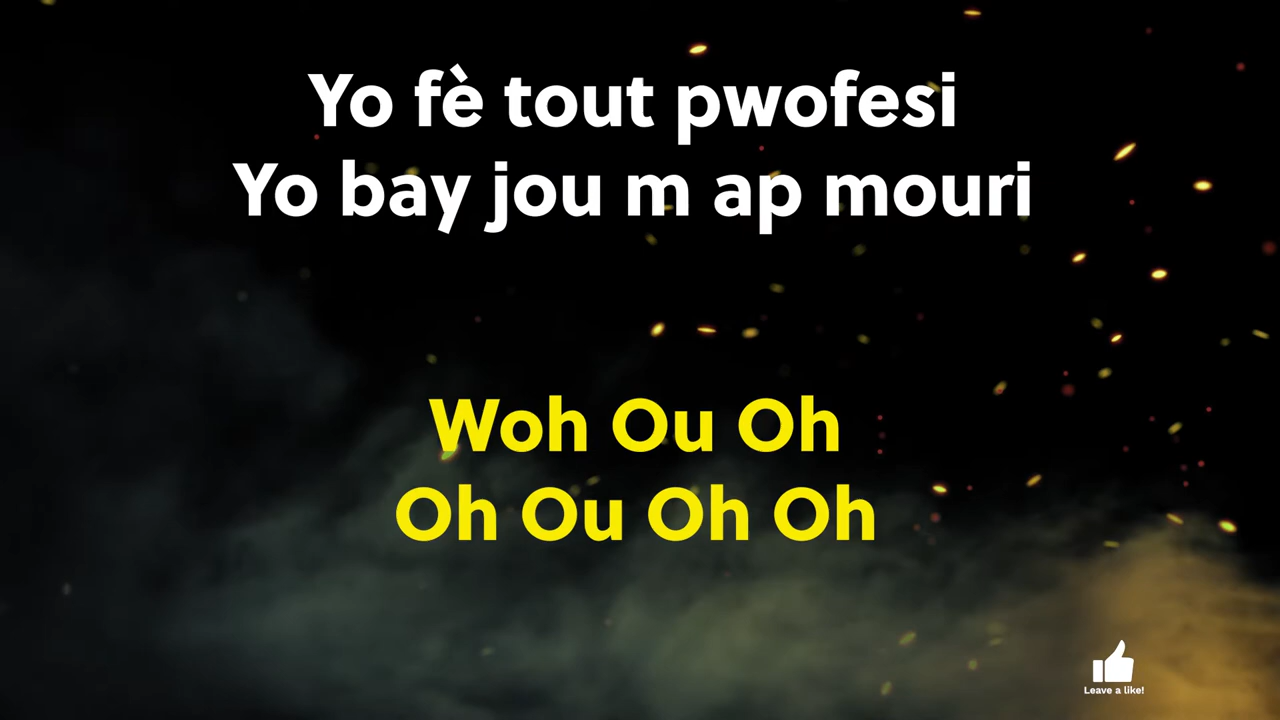 Yo fè tout pwofesi
Yo bay jou m ap mouri
Woh Ou Oh
Oh Ou Oh Oh
Leave a like!